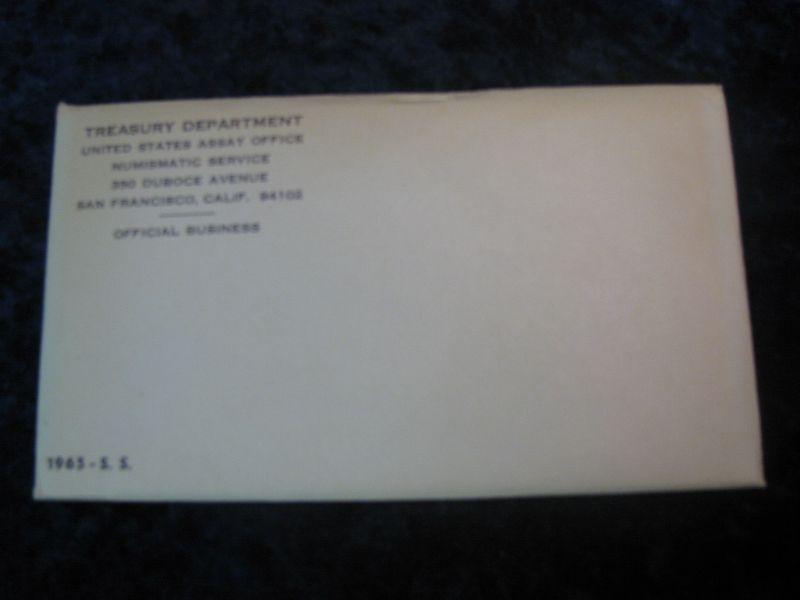 TREASURY DEPARTMENT
UNITED STATES ASSAY OFFICE
NUMISMATIC SERVICE
350 DUBOCE AVENUE
SAN FRANCISCO, CALIF. 94102
OFFICIAL BUSINESS
1965 - S. S.